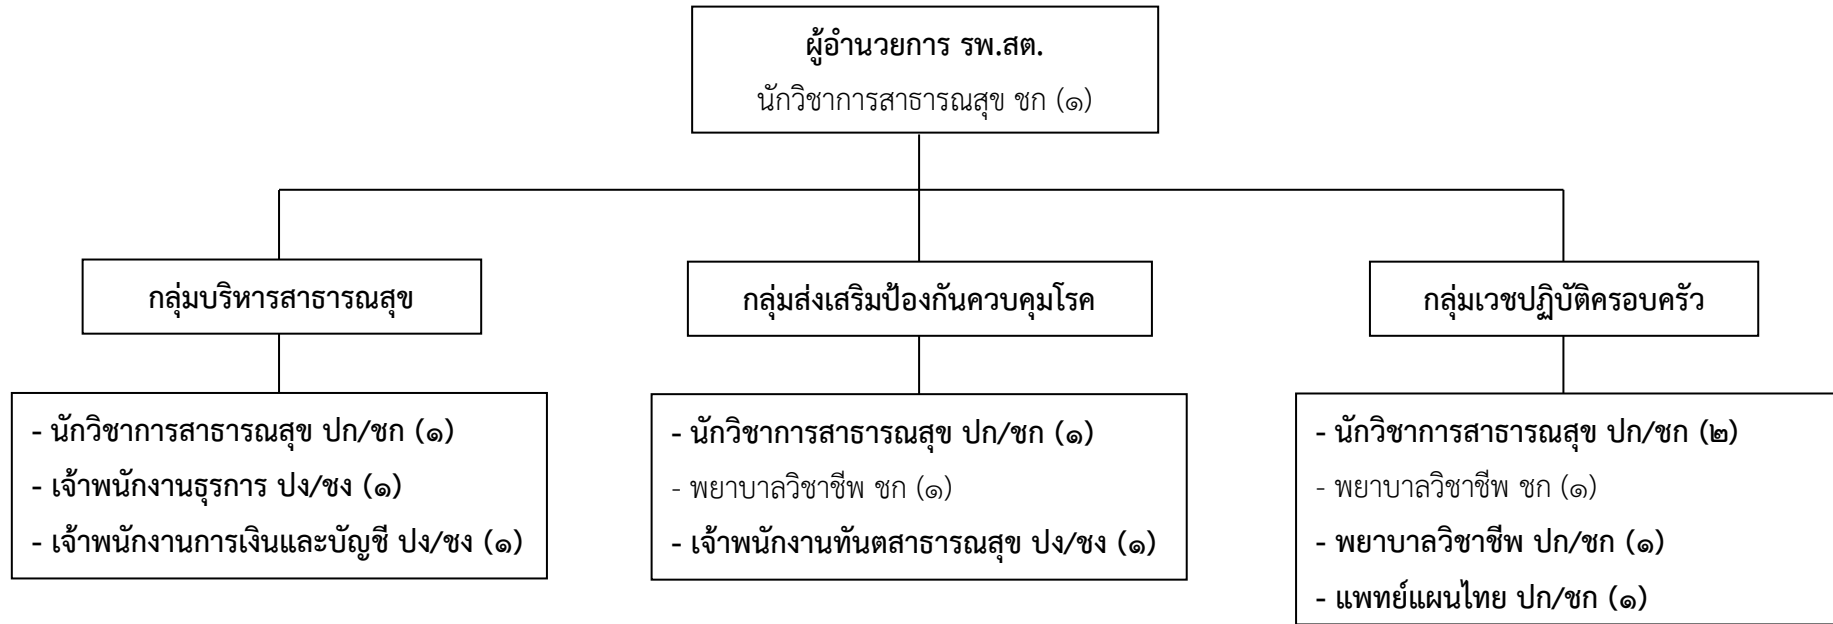 ผู้อำนวยการ รพ.สต.
นักวิชาการสาธารณสุข ชก (๑)
กลุ่มบริหารสาธารณสุข
- นักวิชาการสาธารณสุข ปก/ชก (๑)
- เจ้าพนักงานธุรการ ปง/ชง (๑)
- เจ้าพนักงานการเงินและบัญชี ปง/ชง (๑)
กลุ่มส่งเสริมป้องกันควบคุมโรค
- นักวิชาการสาธารณสุข ปก/ชก (๑)
- พยาบาลวิชาชีพ ชก (๑)
- เจ้าพนักงานทันตสาธารณสุข ปง/ชง (๑)
กลุ่มเวชปฏิบัติครอบครัว
- นักวิชาการสาธารณสุข ปก/ชก (๒)
- พยาบาลวิชาชีพ ชก (๑)
- พยาบาลวิชาชีพ ปก/ชก (๑)
- แพทย์แผนไทย ปก/ชก (๑)